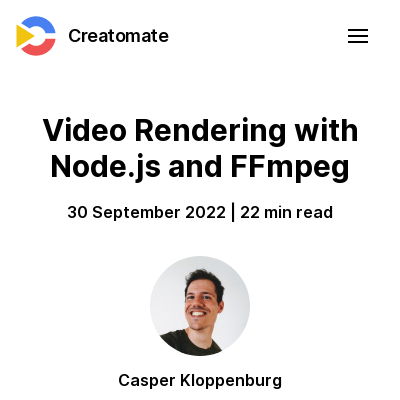 Creatomate
Video Rendering with
Node.js and FFmpeg
30 September 2022 | 22 min read
Casper Kloppenburg